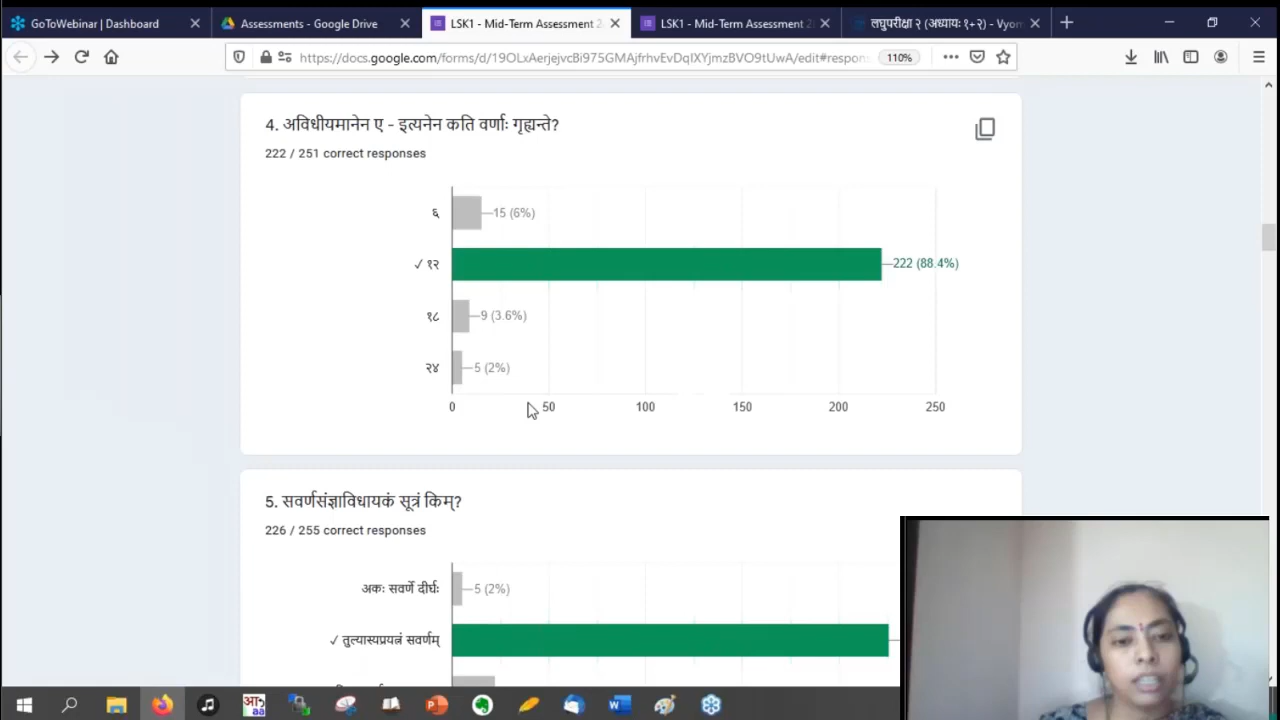 GoToWebinar | Dashboard
Assessments - Google Drive
LSK1 - Mid-Term Assessment 2
LSK1 - Mid-Term Assessment 2
लघुपरीक्षा २ (अध्यायः १+२) - Vyom
https://docs.google.com/forms/d/19OLxAerjejvcBi975GMAjfrhvEvDqIXYjmzBVO9tUwA/edit#respon
110%
4. अविधीयमानेन ए - इत्यनेन कति वर्णाः गृह्यन्ते?
222 / 251 correct responses
६
15 (6%)
✓ १२
222 (88.4%)
१८
9 (3.6%)
२४
5 (2%)
0 50 100 150 200 250
5. सवर्णसंज्ञाविधायकं सूत्रं किम्?
226 / 255 correct responses
अकः सवर्णे दीर्घः
5 (2%)
✓ तुल्यास्यप्रयत्नं सवर्णम्